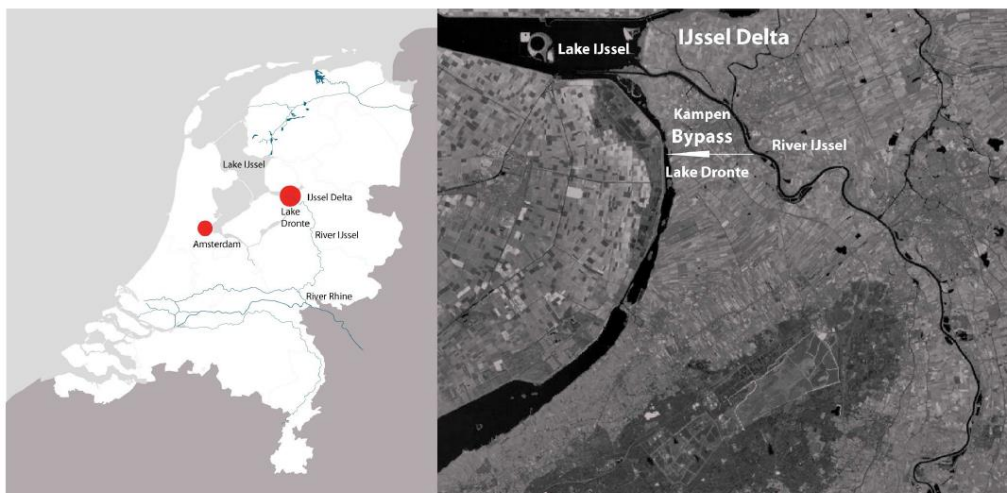 Lake IJssel
IJssel Delta
Lake
Dronte
River IJssel
Amsterdam
River Rhine
Lake IJssel
IJssel Delta
Kampen
Bypass
River IJssel
Lake Dronte